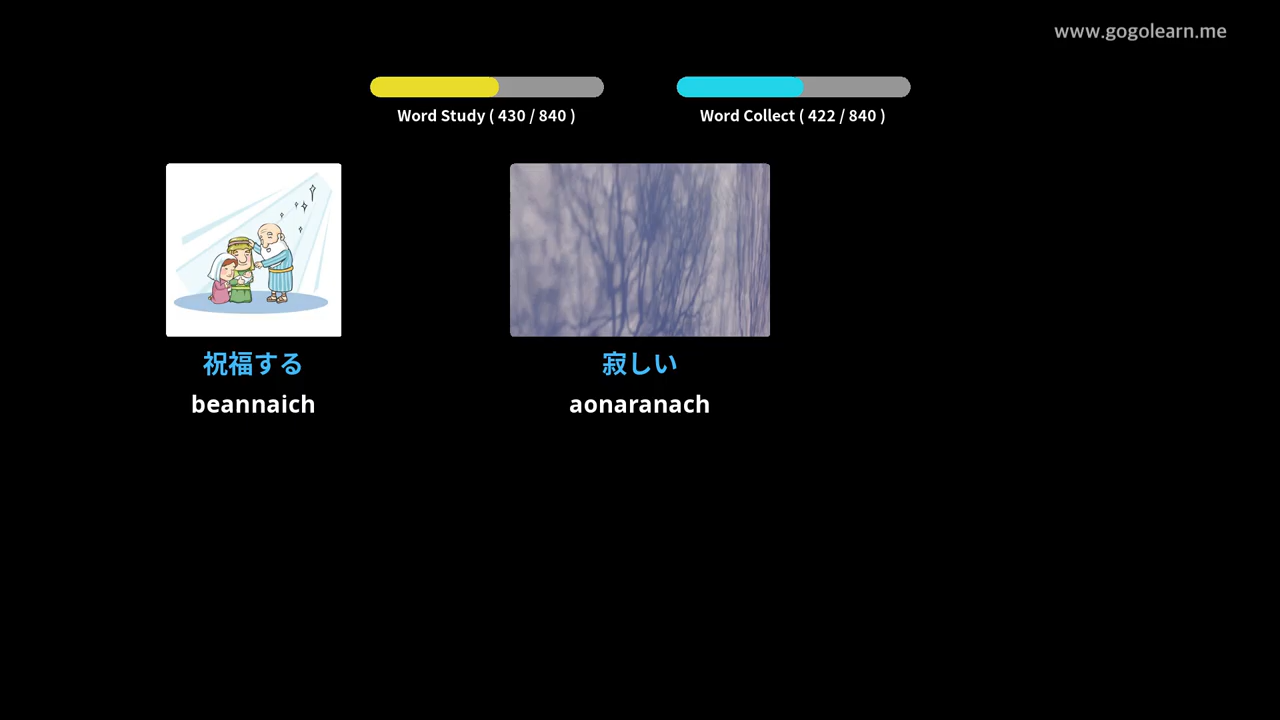 www.gogolearn.me
Word Study ( 430 / 840 )
Word Collect ( 422 / 840 )
祝福する
beannaich
寂しい
aonaranach